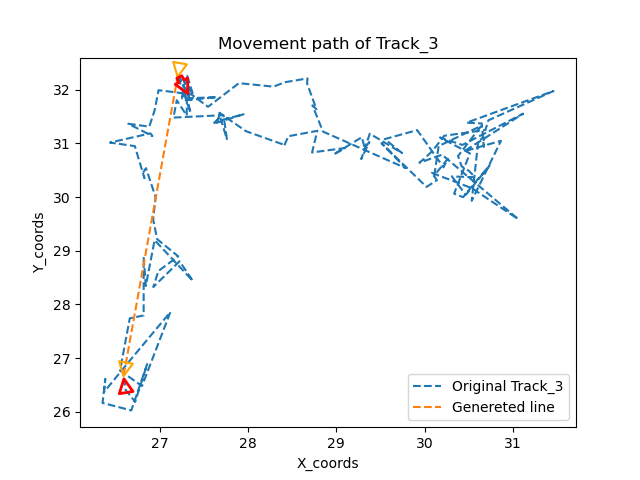 Movement path of Track_3
Y_coords
32
31
30
29
28
27
26
Original Track_3
Genereted line
27
28
29
30
31
X_coords